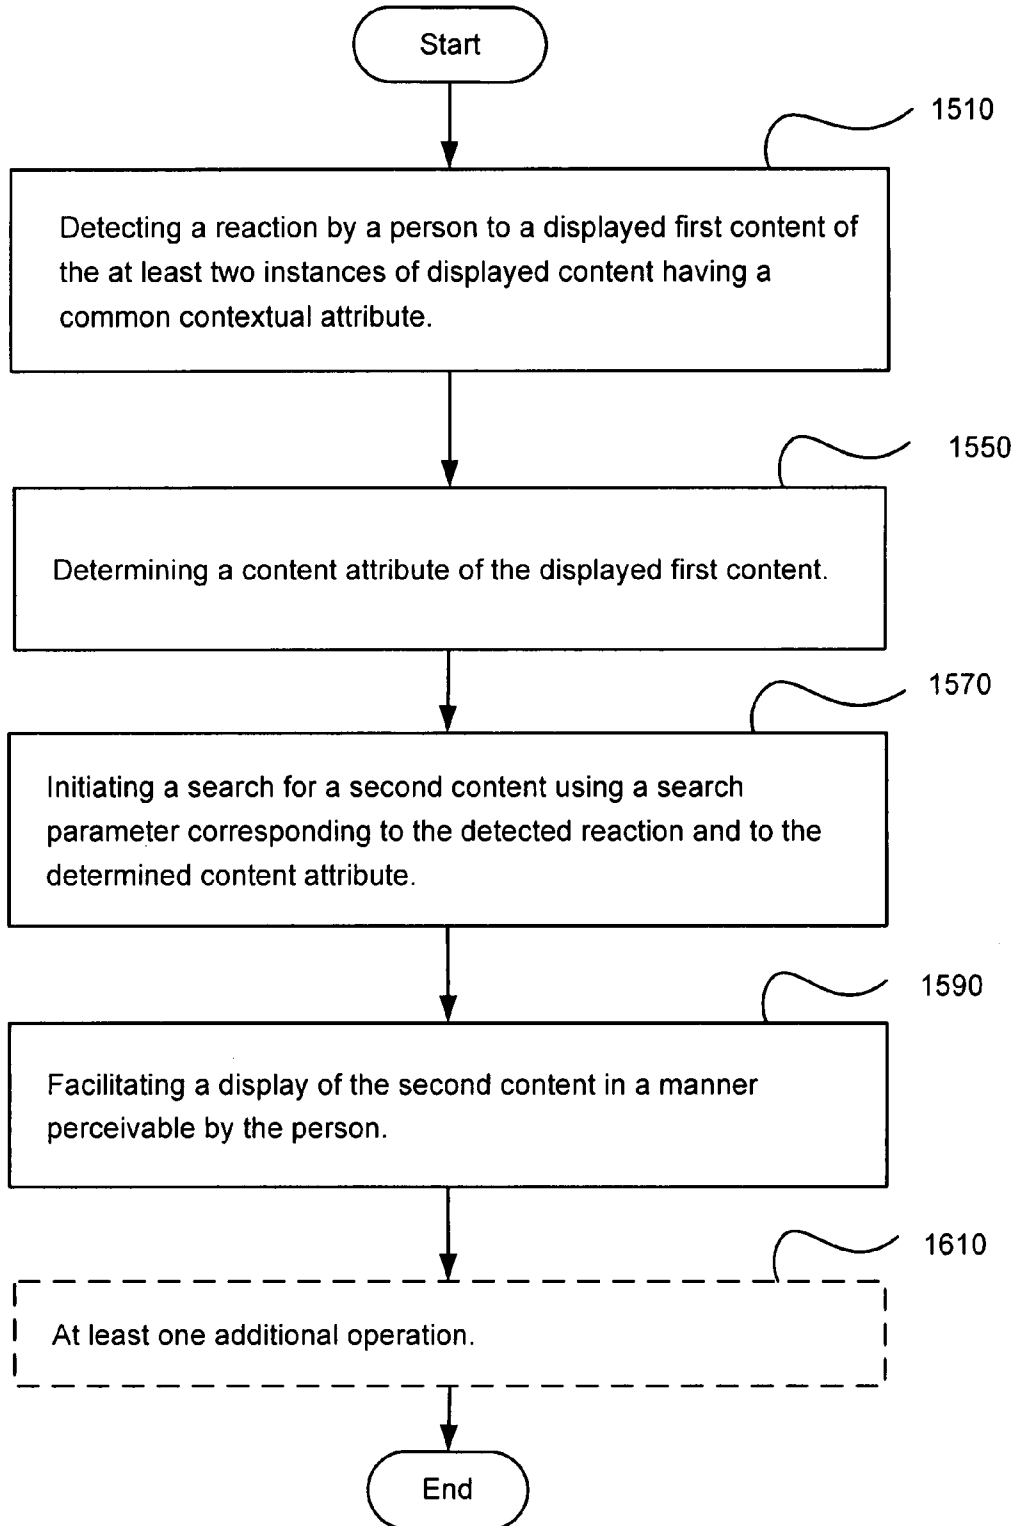 Start
1510
Detecting a reaction by a person to a displayed first content of
the at least two instances of displayed content having a
common contextual attribute.
1550
Determining a content attribute of the displayed first content.
1570
Initiating a search for a second content using a search
parameter corresponding to the detected reaction and to the
determined content attribute.
1590
Facilitating a display of the second content in a manner
perceivable by the person.
1610
At least one additional operation.
End